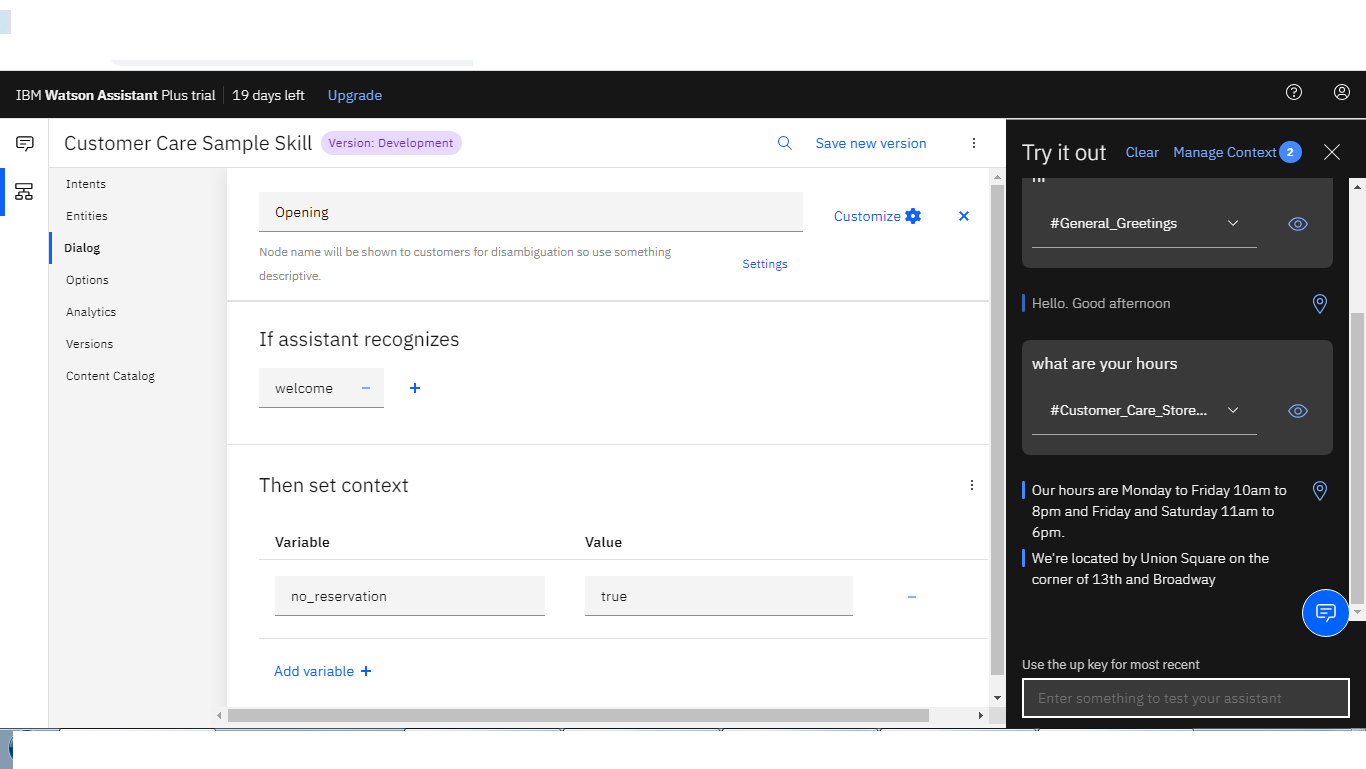 IBM Watson Assistant Plus trial 19 days left Upgrade
Customer Care Sample Skill Version: Development Save new version
Intents
Entities
Dialog
Options
Analytics
Versions
Content Catalog
Opening
Customize
Node name will be shown to customers for disambiguation so use something
descriptive.
Settings
If assistant recognizes
welcome
Then set context
Variable Value
no_reservation true
Add variable
Try it out Clear Manage Context 2
#General_Greetings
Hello. Good afternoon
what are your hours
#Customer_Care_Store...
Our hours are Monday to Friday 10am to
8pm and Friday and Saturday 11am to
6pm.
We're located by Union Square on the
corner of 13th and Broadway
Use the up key for most recent
Enter something to test your assistant